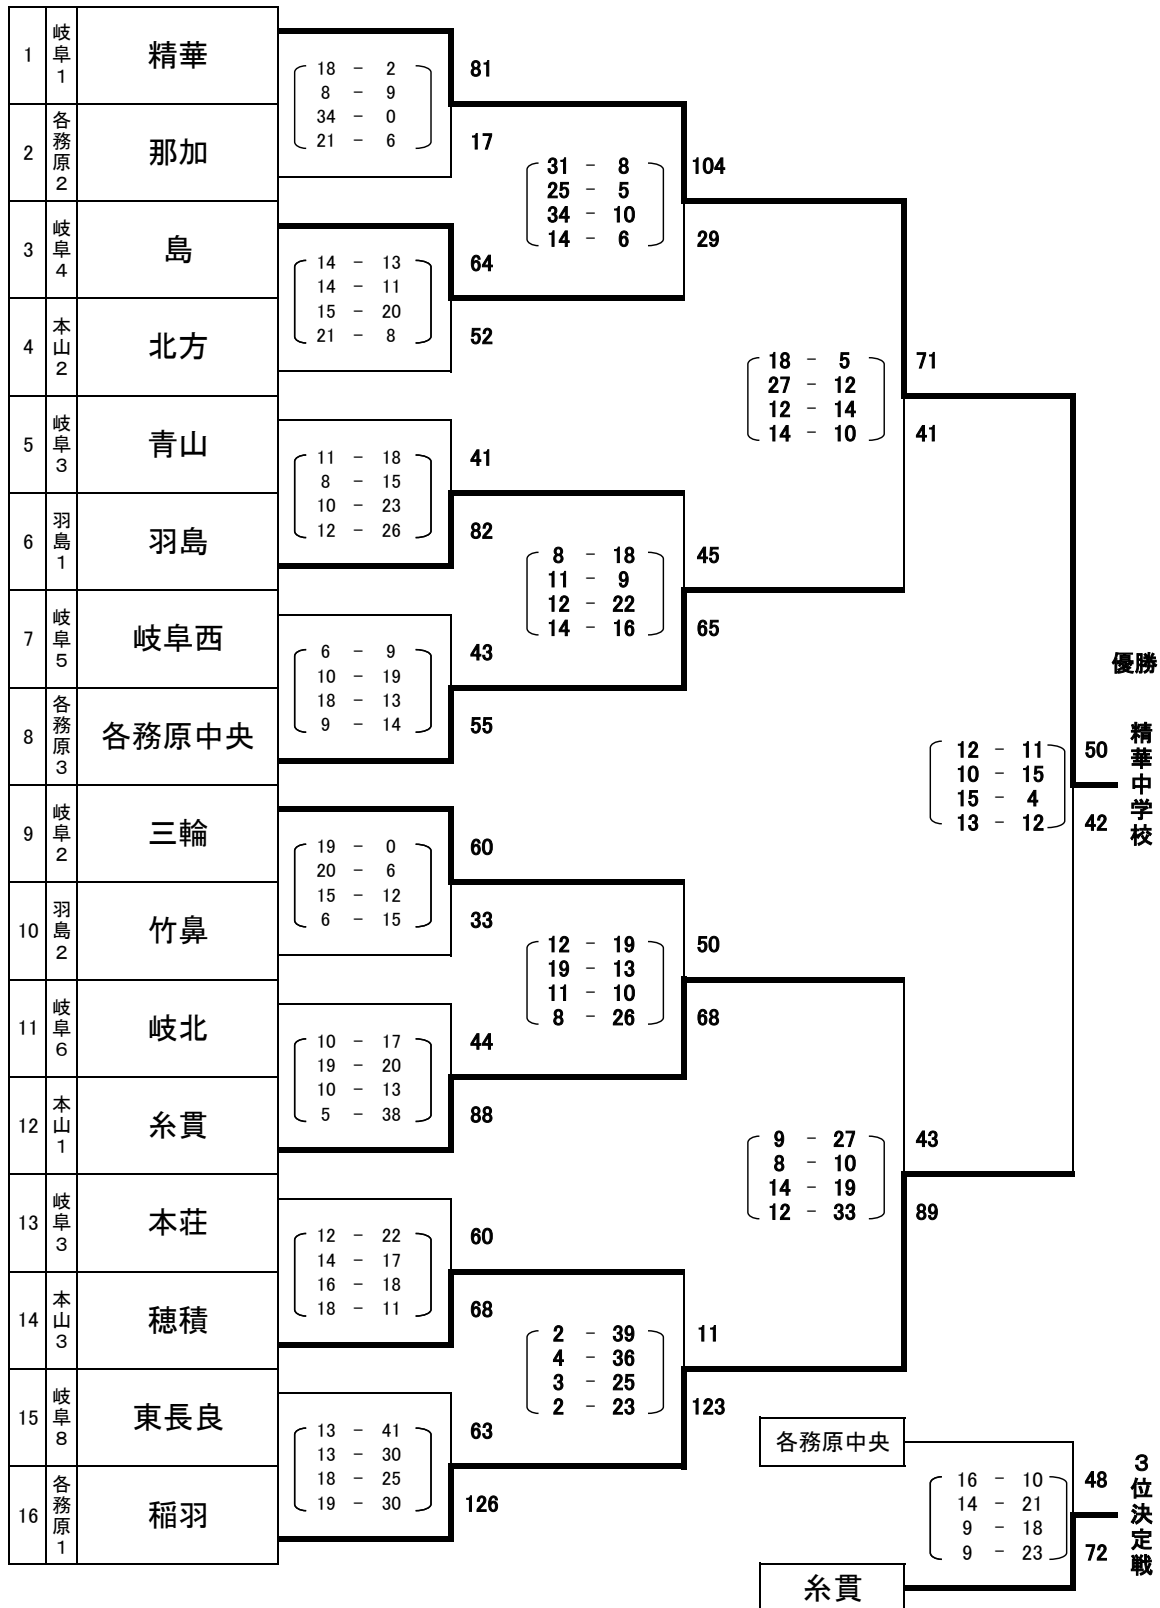 1 岐阜1 精華
2 各務原2 那加
3 岐阜4 島
4 本山2 北方
5 岐阜3 青山
6 羽島1 羽島
7 岐阜5 岐阜西
8 各務原3 各務原中央
9 岐阜2 三輪
10 羽島2 竹鼻
11 岐阜6 岐北
12 本山1 糸貫
13 岐阜3 本荘
14 本山3 穂積
15 岐阜8 東長良
16 各務原1 稲羽
18 - 2
8 - 9
34 - 0
21 - 6
81
17
14 - 13
14 - 11
15 - 20
21 - 8
64
52
11 - 18
8 - 15
10 - 23
12 - 26
41
82
6 - 9
10 - 19
18 - 13
9 - 14
43
55
19 - 0
20 - 6
15 - 12
6 - 15
60
33
10 - 17
19 - 20
10 - 13
5 - 38
44
88
12 - 22
14 - 17
16 - 18
18 - 11
60
68
13 - 41
13 - 30
18 - 25
19 - 30
63
126
31 - 8
25 - 5
34 - 10
14 - 6
104
29
8 - 18
11 - 9
12 - 22
14 - 16
45
65
12 - 19
19 - 13
11 - 10
8 - 26
50
68
2 - 39
4 - 36
3 - 25
2 - 23
11
123
18 - 5
27 - 12
12 - 14
14 - 10
71
41
9 - 27
8 - 10
14 - 19
12 - 33
43
89
12 - 11
10 - 15
15 - 4
13 - 12
50
42
優勝
精華中学校
各務原中央
16 - 10
14 - 21
9 - 18
9 - 23
48
72
糸貫
3位決定戦